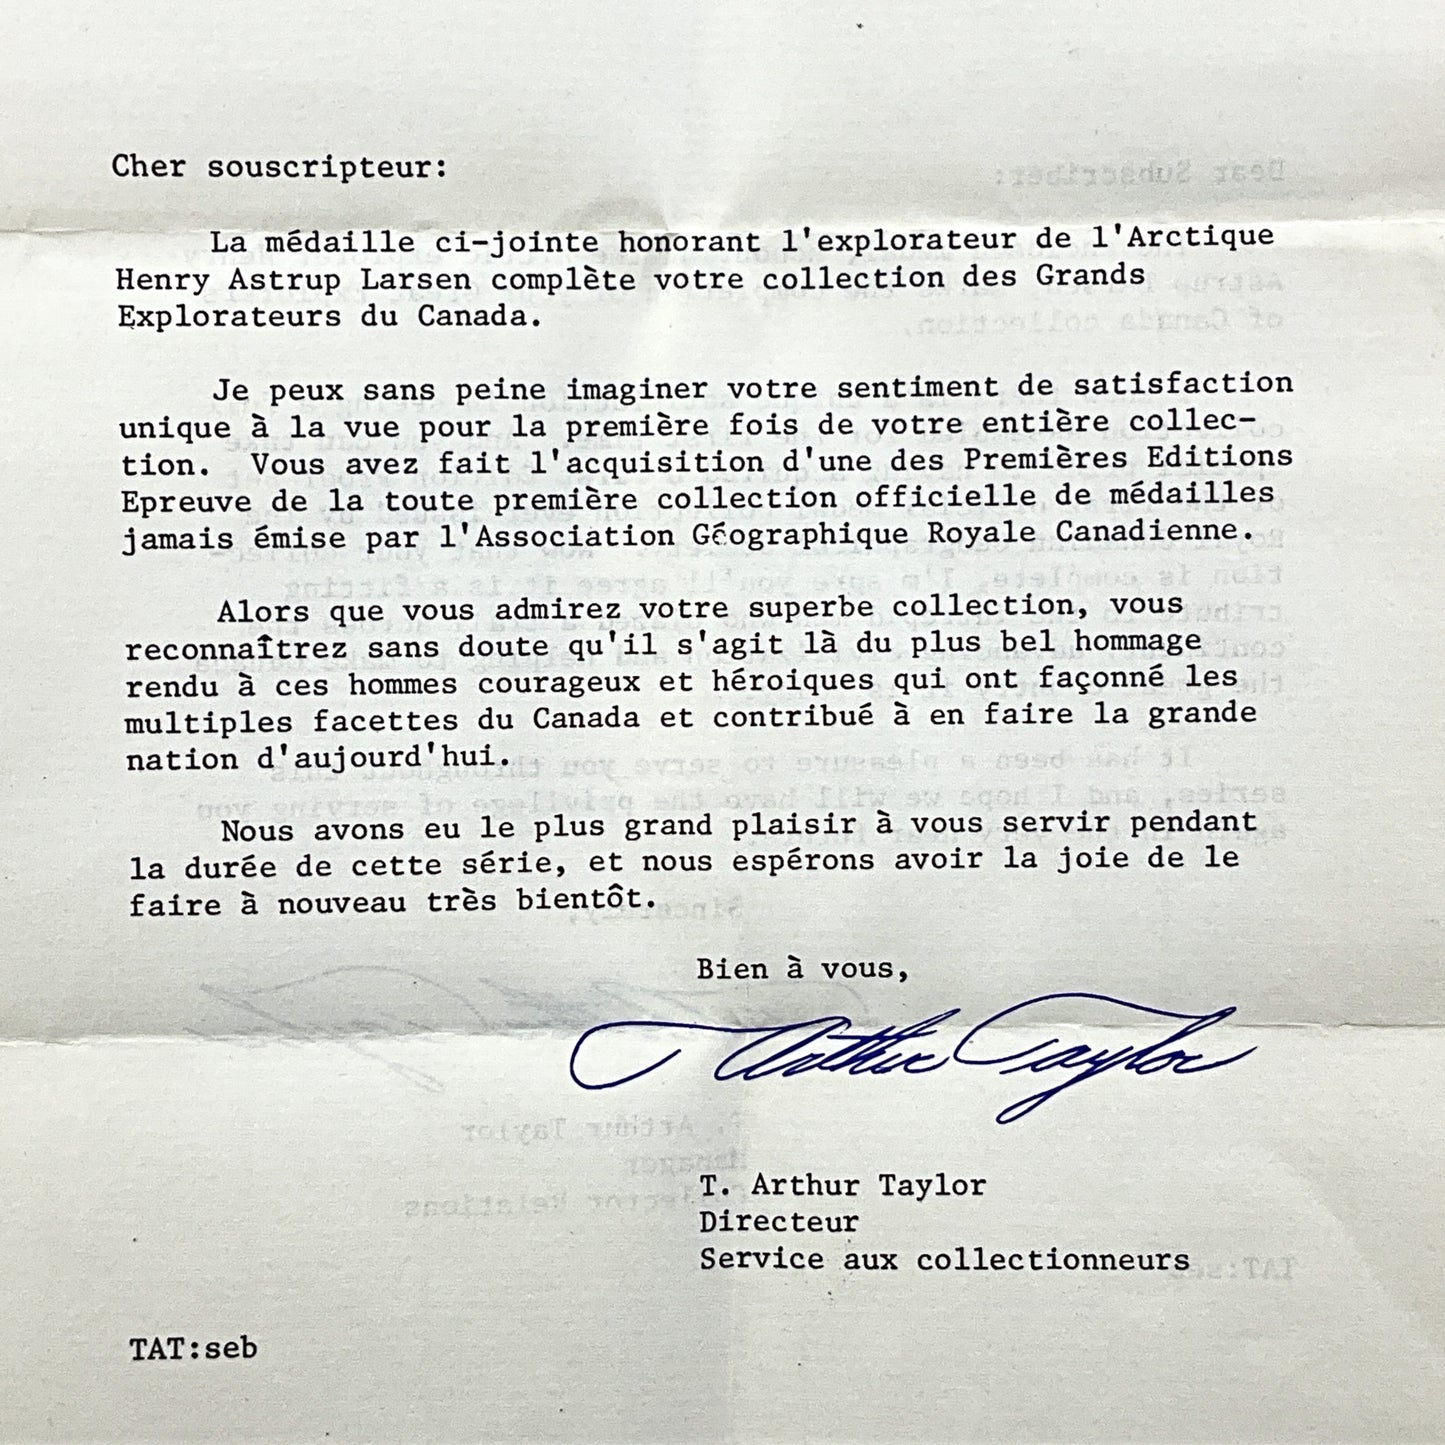 Cher souscripteur:
La médaille ci-jointe honorant l'explorateur de l'Arctique
Henry Astrup Larsen complète votre collection des Grands
Explorateurs du Canada.
Je peux sans peine imaginer votre sentiment de satisfaction
unique à la vue pour la première fois de votre entière collec-
tion. Vous avez fait l'acquisition d'une des Premières Editions
Epreuve de la toute première collection officielle de médailles
jamais émise par l'Association Géographique Royale Canadienne.
Alors que vous admirez votre superbe collection, vous
reconnaîtrez sans doute qu'il s'agit là du plus bel hommage
rendu à ces hommes courageux et héroiques qui ont façonné les
multiples facettes du Canada et contribué à en faire la grande
nation d'aujourd'hui.
Nous avons eu le plus grand plaisir à vous servir pendant
la durée de cette série, et nous espérons avoir la joie de le
faire à nouveau très bientôt.
Bien à vous,
T Arthur Taylor
T. Arthur Taylor
Directeur
Service aux collectionneurs
TAT:seb